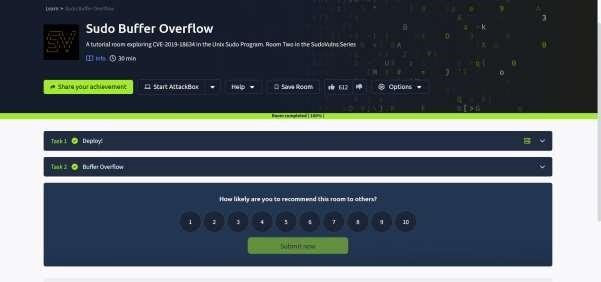 Learn > Sudo Buffer Overflow
Sudo Buffer Overflow
A tutorial room exploring CVE-2019-18634 in the Unix Sudo Program. Room Two in the SudoVulns Series
Info 30 min
Share your achievement Start AttackBox Help Save Room 612 Options
Room completed ( 100% )
Task 1 Deploy!
Task 2 Buffer Overflow
How likely are you to recommend this room to others?
1 2 3 4 5 6 7 8 9 10
Submit now